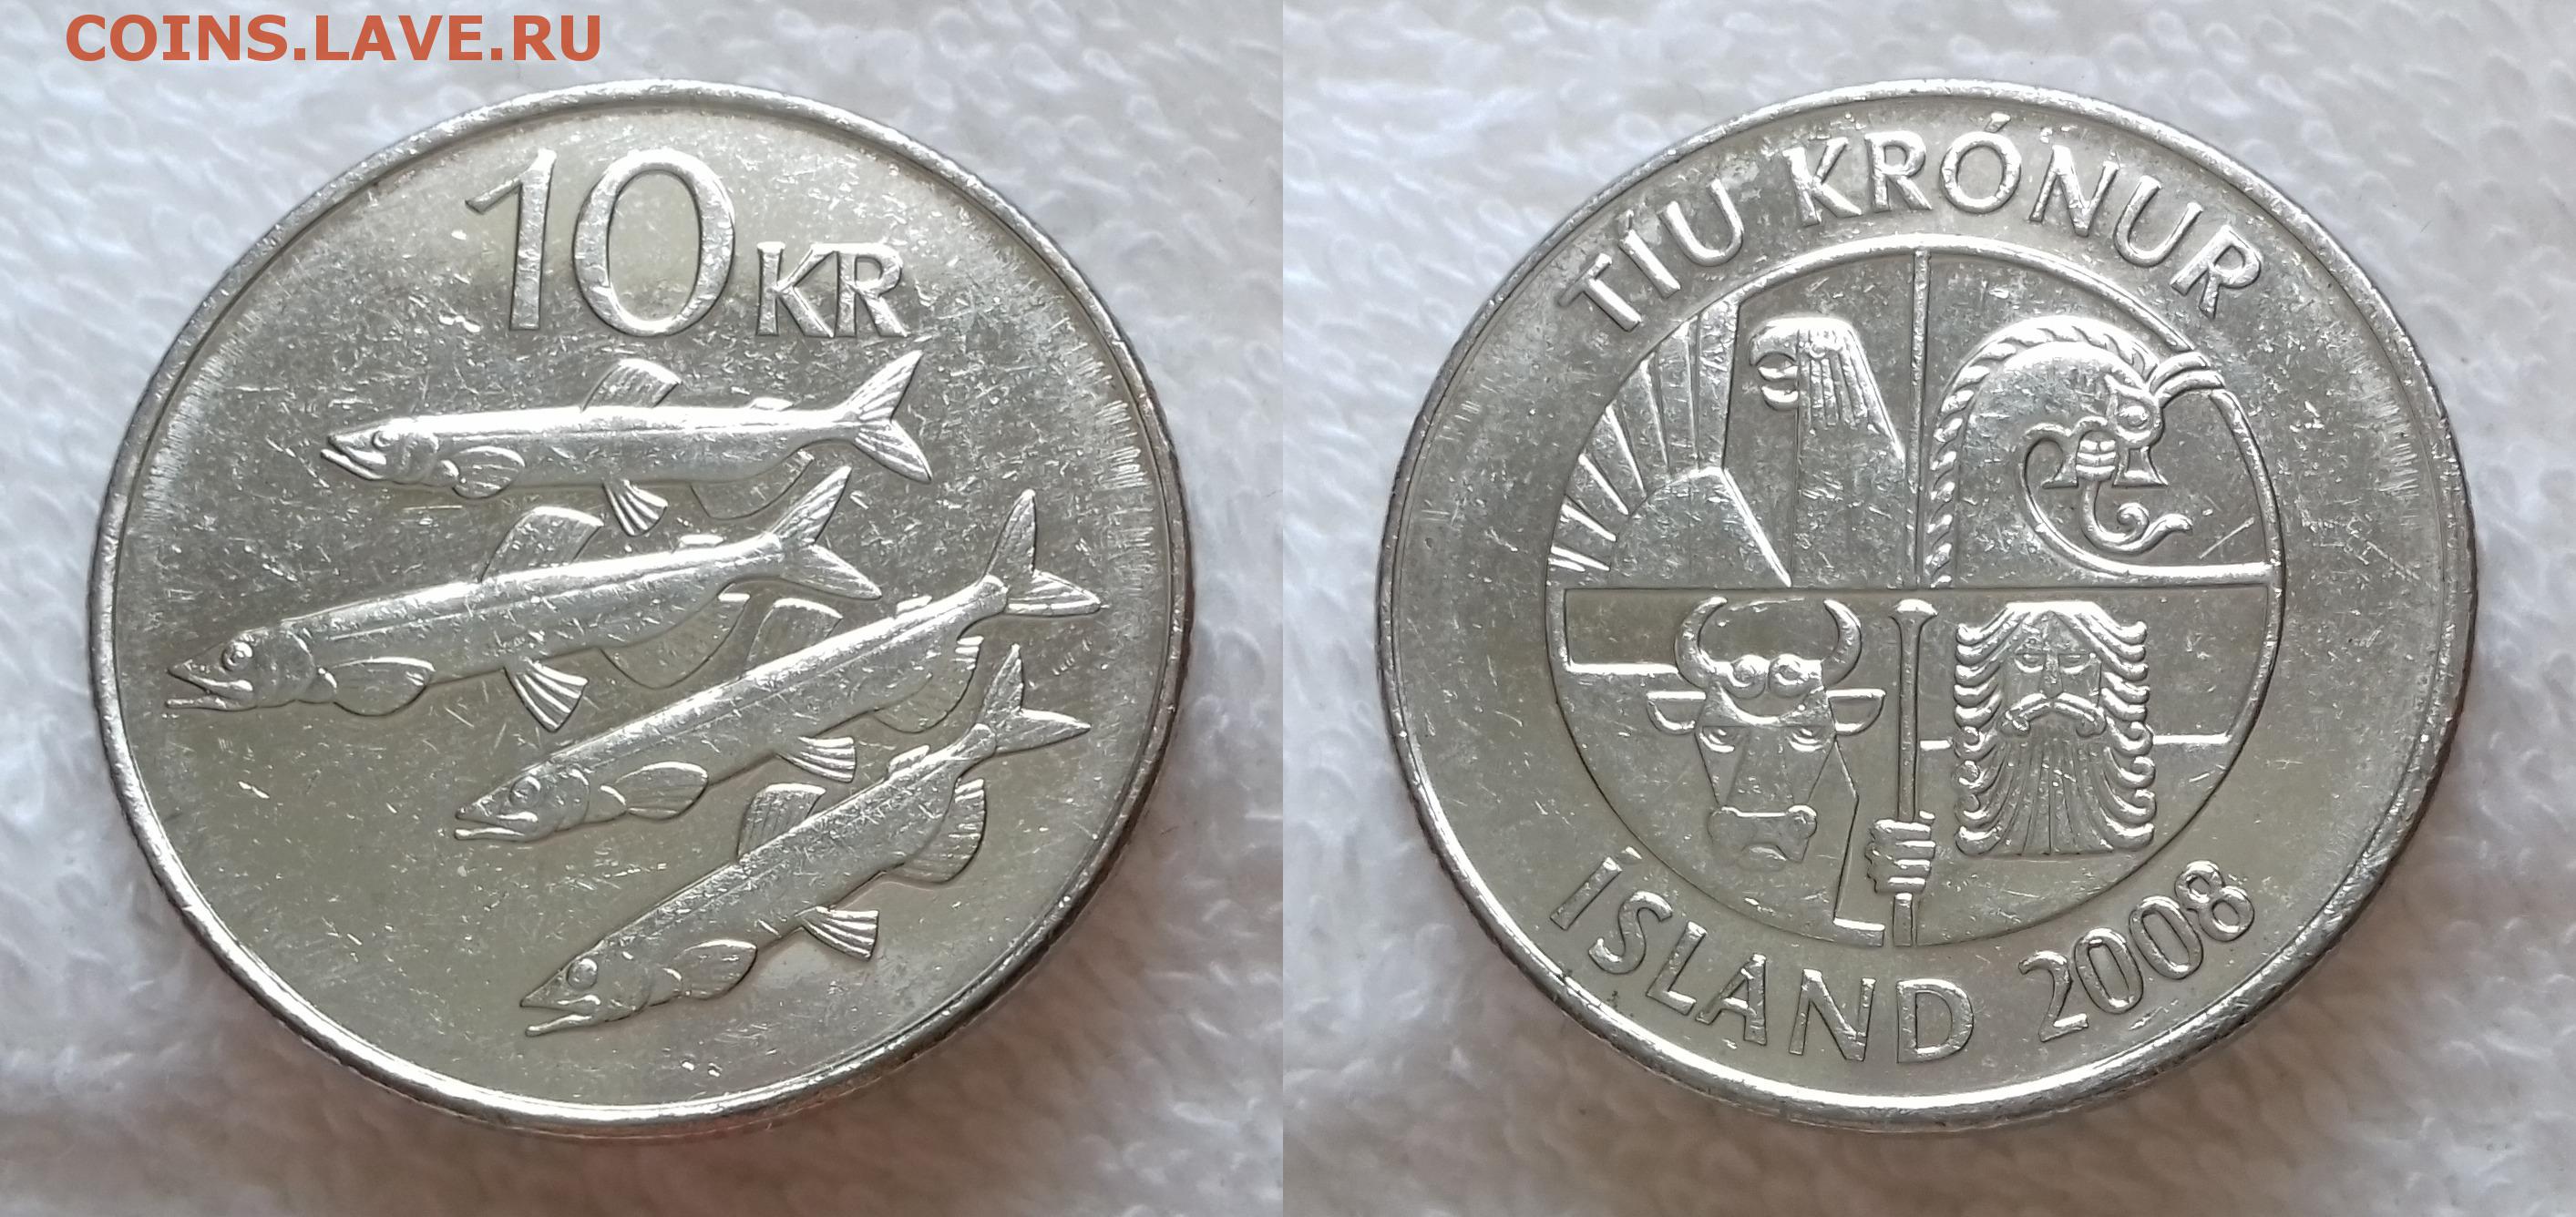 COINS.LAVE.RU
10 KR
TÍU KRÓNUR
ÍSLAND 2008